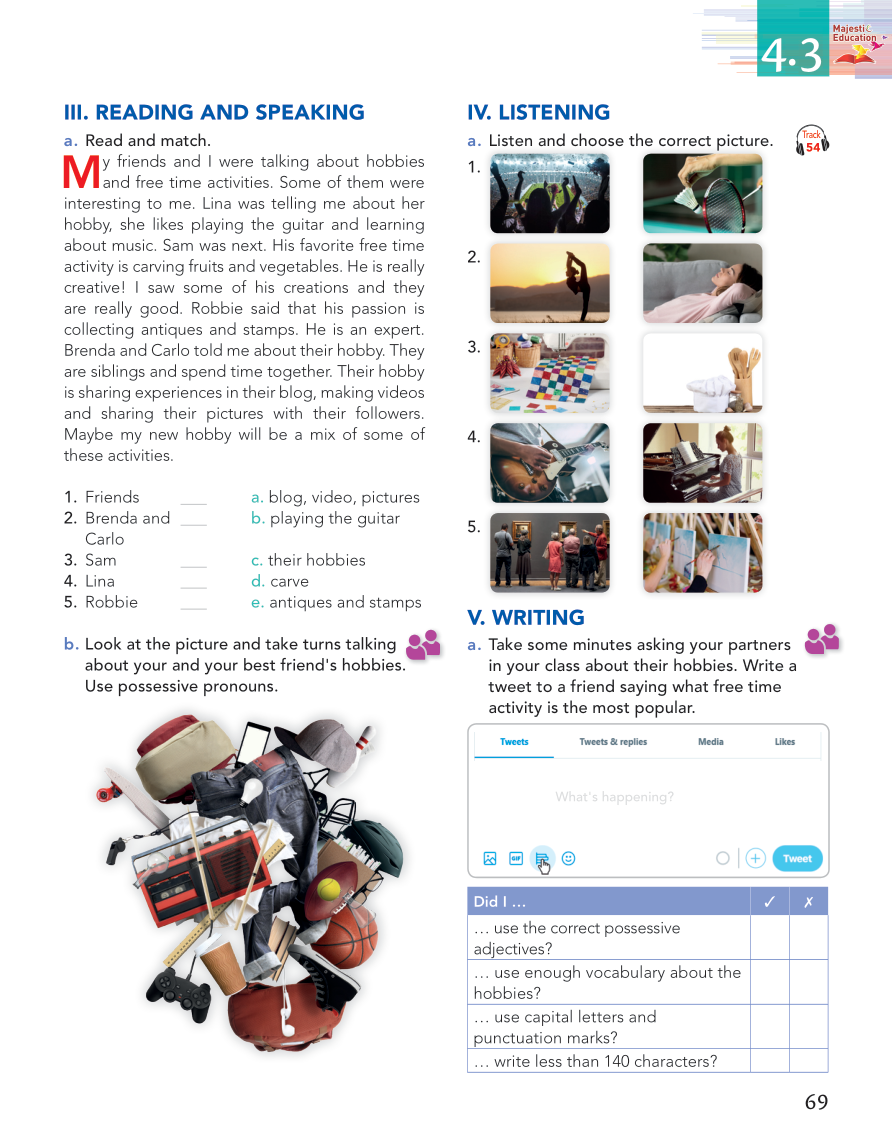 Majestic
Education
4.3
III. READING AND SPEAKING
a. Read and match.
My friends and I were talking about hobbies
and free time activities. Some of them were
interesting to me. Lina was telling me about her
hobby, she likes playing the guitar and learning
about music. Sam was next. His favorite free time
activity is carving fruits and vegetables. He is really
creative! I saw some of his creations and they
are really good. Robbie said that his passion is
collecting antiques and stamps. He is an expert.
Brenda and Carlo told me about their hobby. They
are siblings and spend time together. Their hobby
is sharing experiences in their blog, making videos
and sharing their pictures with their followers.
Maybe my new hobby will be a mix of some of
these activities.
1. Friends ___ a. blog, video, pictures
2. Brenda and ___ b. playing the guitar
Carlo
3. Sam ___ c. their hobbies
4. Lina ___ d. carve
5. Robbie ___ e. antiques and stamps
b. Look at the picture and take turns talking
about your and your best friend's hobbies.
Use possessive pronouns.
IV. LISTENING
a. Listen and choose the correct picture.
Track
54
1.
2.
3.
4.
5.
V. WRITING
a. Take some minutes asking your partners
in your class about their hobbies. Write a
tweet to a friend saying what free time
activity is the most popular.
Tweets Tweets & replies Media Likes
What's happening?
GIF
Tweet
Did I ... ✓ ✗
... use the correct possessive
adjectives?
... use enough vocabulary about the
hobbies?
... use capital letters and
punctuation marks?
... write less than 140 characters?
69